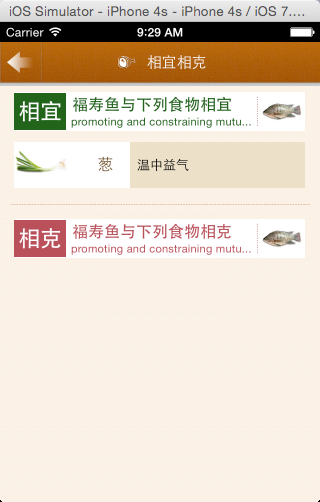 iOS Simulator - iPhone 4s - iPhone 4s / iOS 7....
Carrier 9:29 AM
相宜相克
相宜 福寿鱼与下列食物相宜
promoting and constraining mutu...
葱 温中益气
相克 福寿鱼与下列食物相克
promoting and constraining mutu...